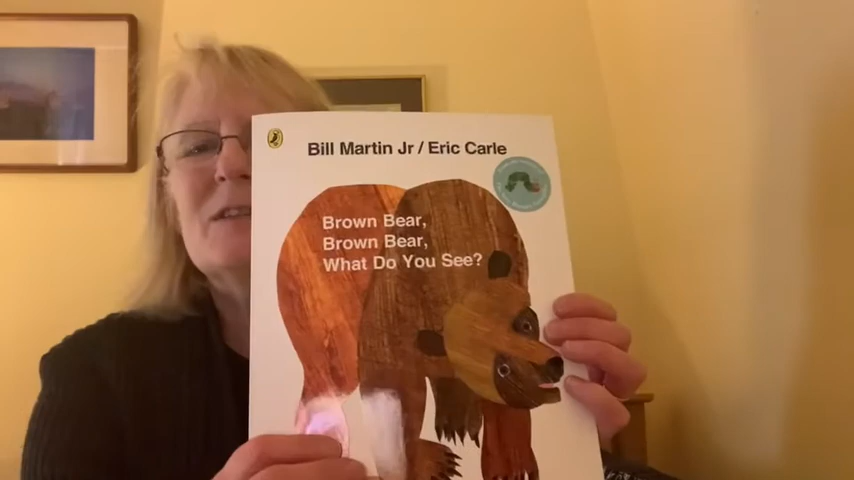 Bill Martin Jr / Eric Carle
Brown Bear,
Brown Bear,
What Do You See?